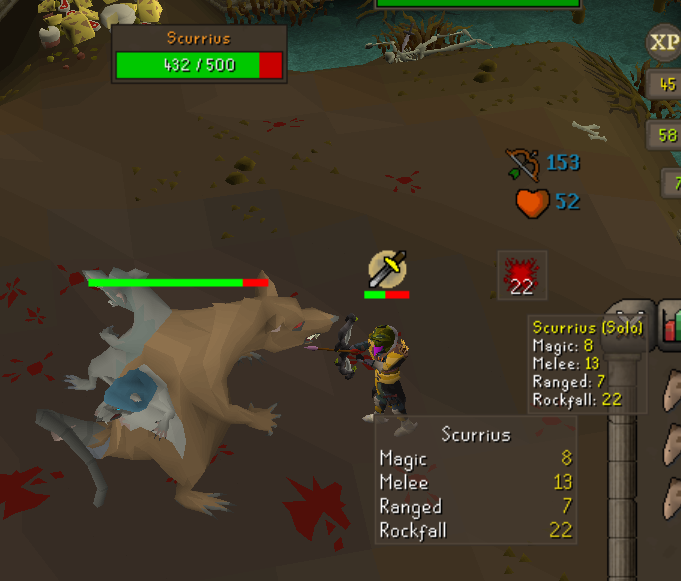 Scurrius
432 / 500
XP
45
58
7
153
52
22
Scurrius (Solo)
Magic: 8
Melee: 13
Ranged: 7
Rockfall: 22
Scurrius
Magic 8
Melee 13
Ranged 7
Rockfall 22